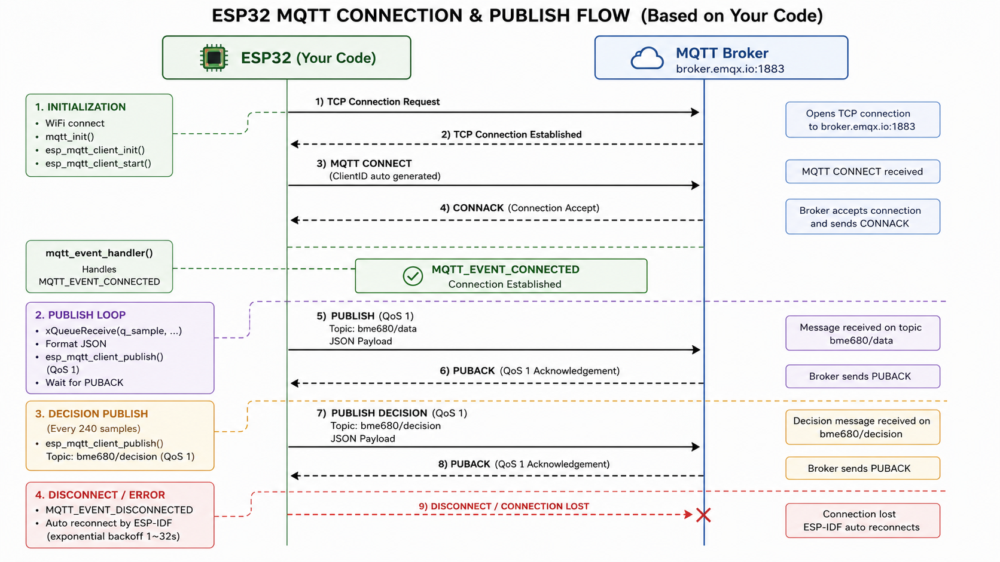 ESP32 MQTT CONNECTION & PUBLISH FLOW (Based on Your Code)
ESP32 (Your Code)
MQTT Broker
broker.emqx.io:1883
1. INITIALIZATION
• WiFi connect
• mqtt_init()
• esp_mqtt_client_init()
• esp_mqtt_client_start()
1) TCP Connection Request
Opens TCP connection
to broker.emqx.io:1883
2) TCP Connection Established
3) MQTT CONNECT
(ClientID auto generated)
MQTT CONNECT received
4) CONNACK (Connection Accept)
Broker accepts connection
and sends CONNACK
mqtt_event_handler()
Handles
MQTT_EVENT_CONNECTED
MQTT_EVENT_CONNECTED
Connection Established
2. PUBLISH LOOP
• xQueueReceive(q_sample, ...)
• Format JSON
• esp_mqtt_client_publish()
(QoS 1)
• Wait for PUBACK
5) PUBLISH (QoS 1)
Topic: bme680/data
JSON Payload
Message received on topic
bme680/data
6) PUBACK (QoS 1 Acknowledgement)
Broker sends PUBACK
3. DECISION PUBLISH
(Every 240 samples)
• esp_mqtt_client_publish()
Topic: bme680/decision (QoS 1)
7) PUBLISH DECISION (QoS 1)
Topic: bme680/decision
JSON Payload
Decision message received on
bme680/decision
8) PUBACK (QoS 1 Acknowledgement)
Broker sends PUBACK
4. DISCONNECT / ERROR
• MQTT_EVENT_DISCONNECTED
• Auto reconnect by ESP-IDF
(exponential backoff 1~32s)
9) DISCONNECT / CONNECTION LOST
Connection lost
ESP-IDF auto reconnects